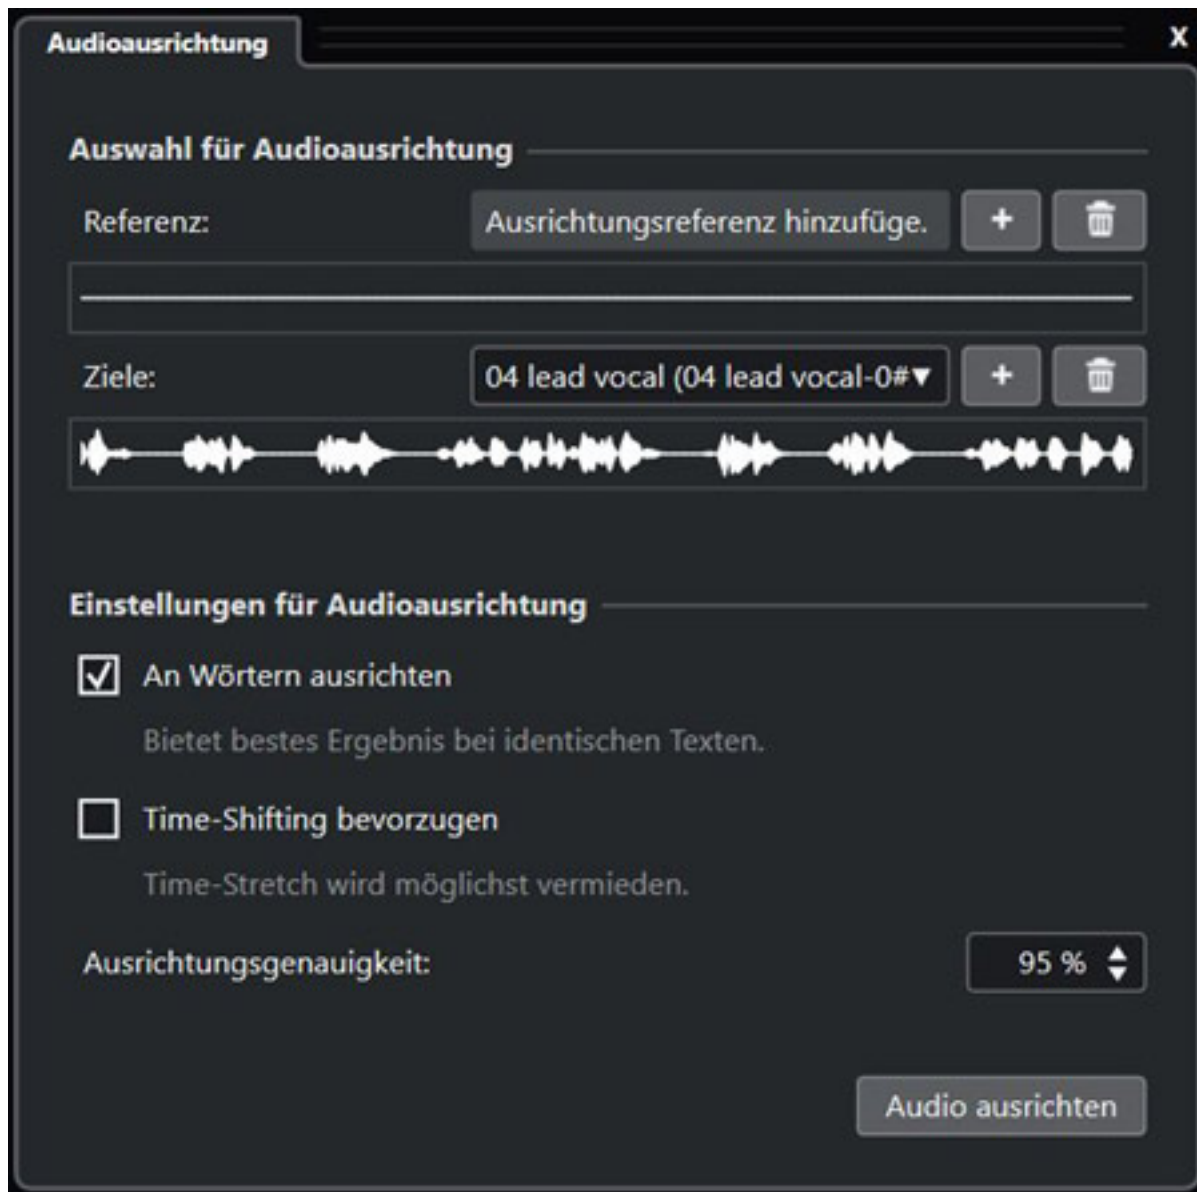 Audioausrichtung
X
Auswahl für Audioausrichtung
Referenz: Ausrichtungsreferenz hinzufüge. +
Ziele: 04 lead vocal (04 lead vocal-0#▼ +
Einstellungen für Audioausrichtung
An Wörtern ausrichten
Bietet bestes Ergebnis bei identischen Texten.
Time-Shifting bevorzugen
Time-Stretch wird möglichst vermieden.
Ausrichtungsgenauigkeit: 95 %
Audio ausrichten